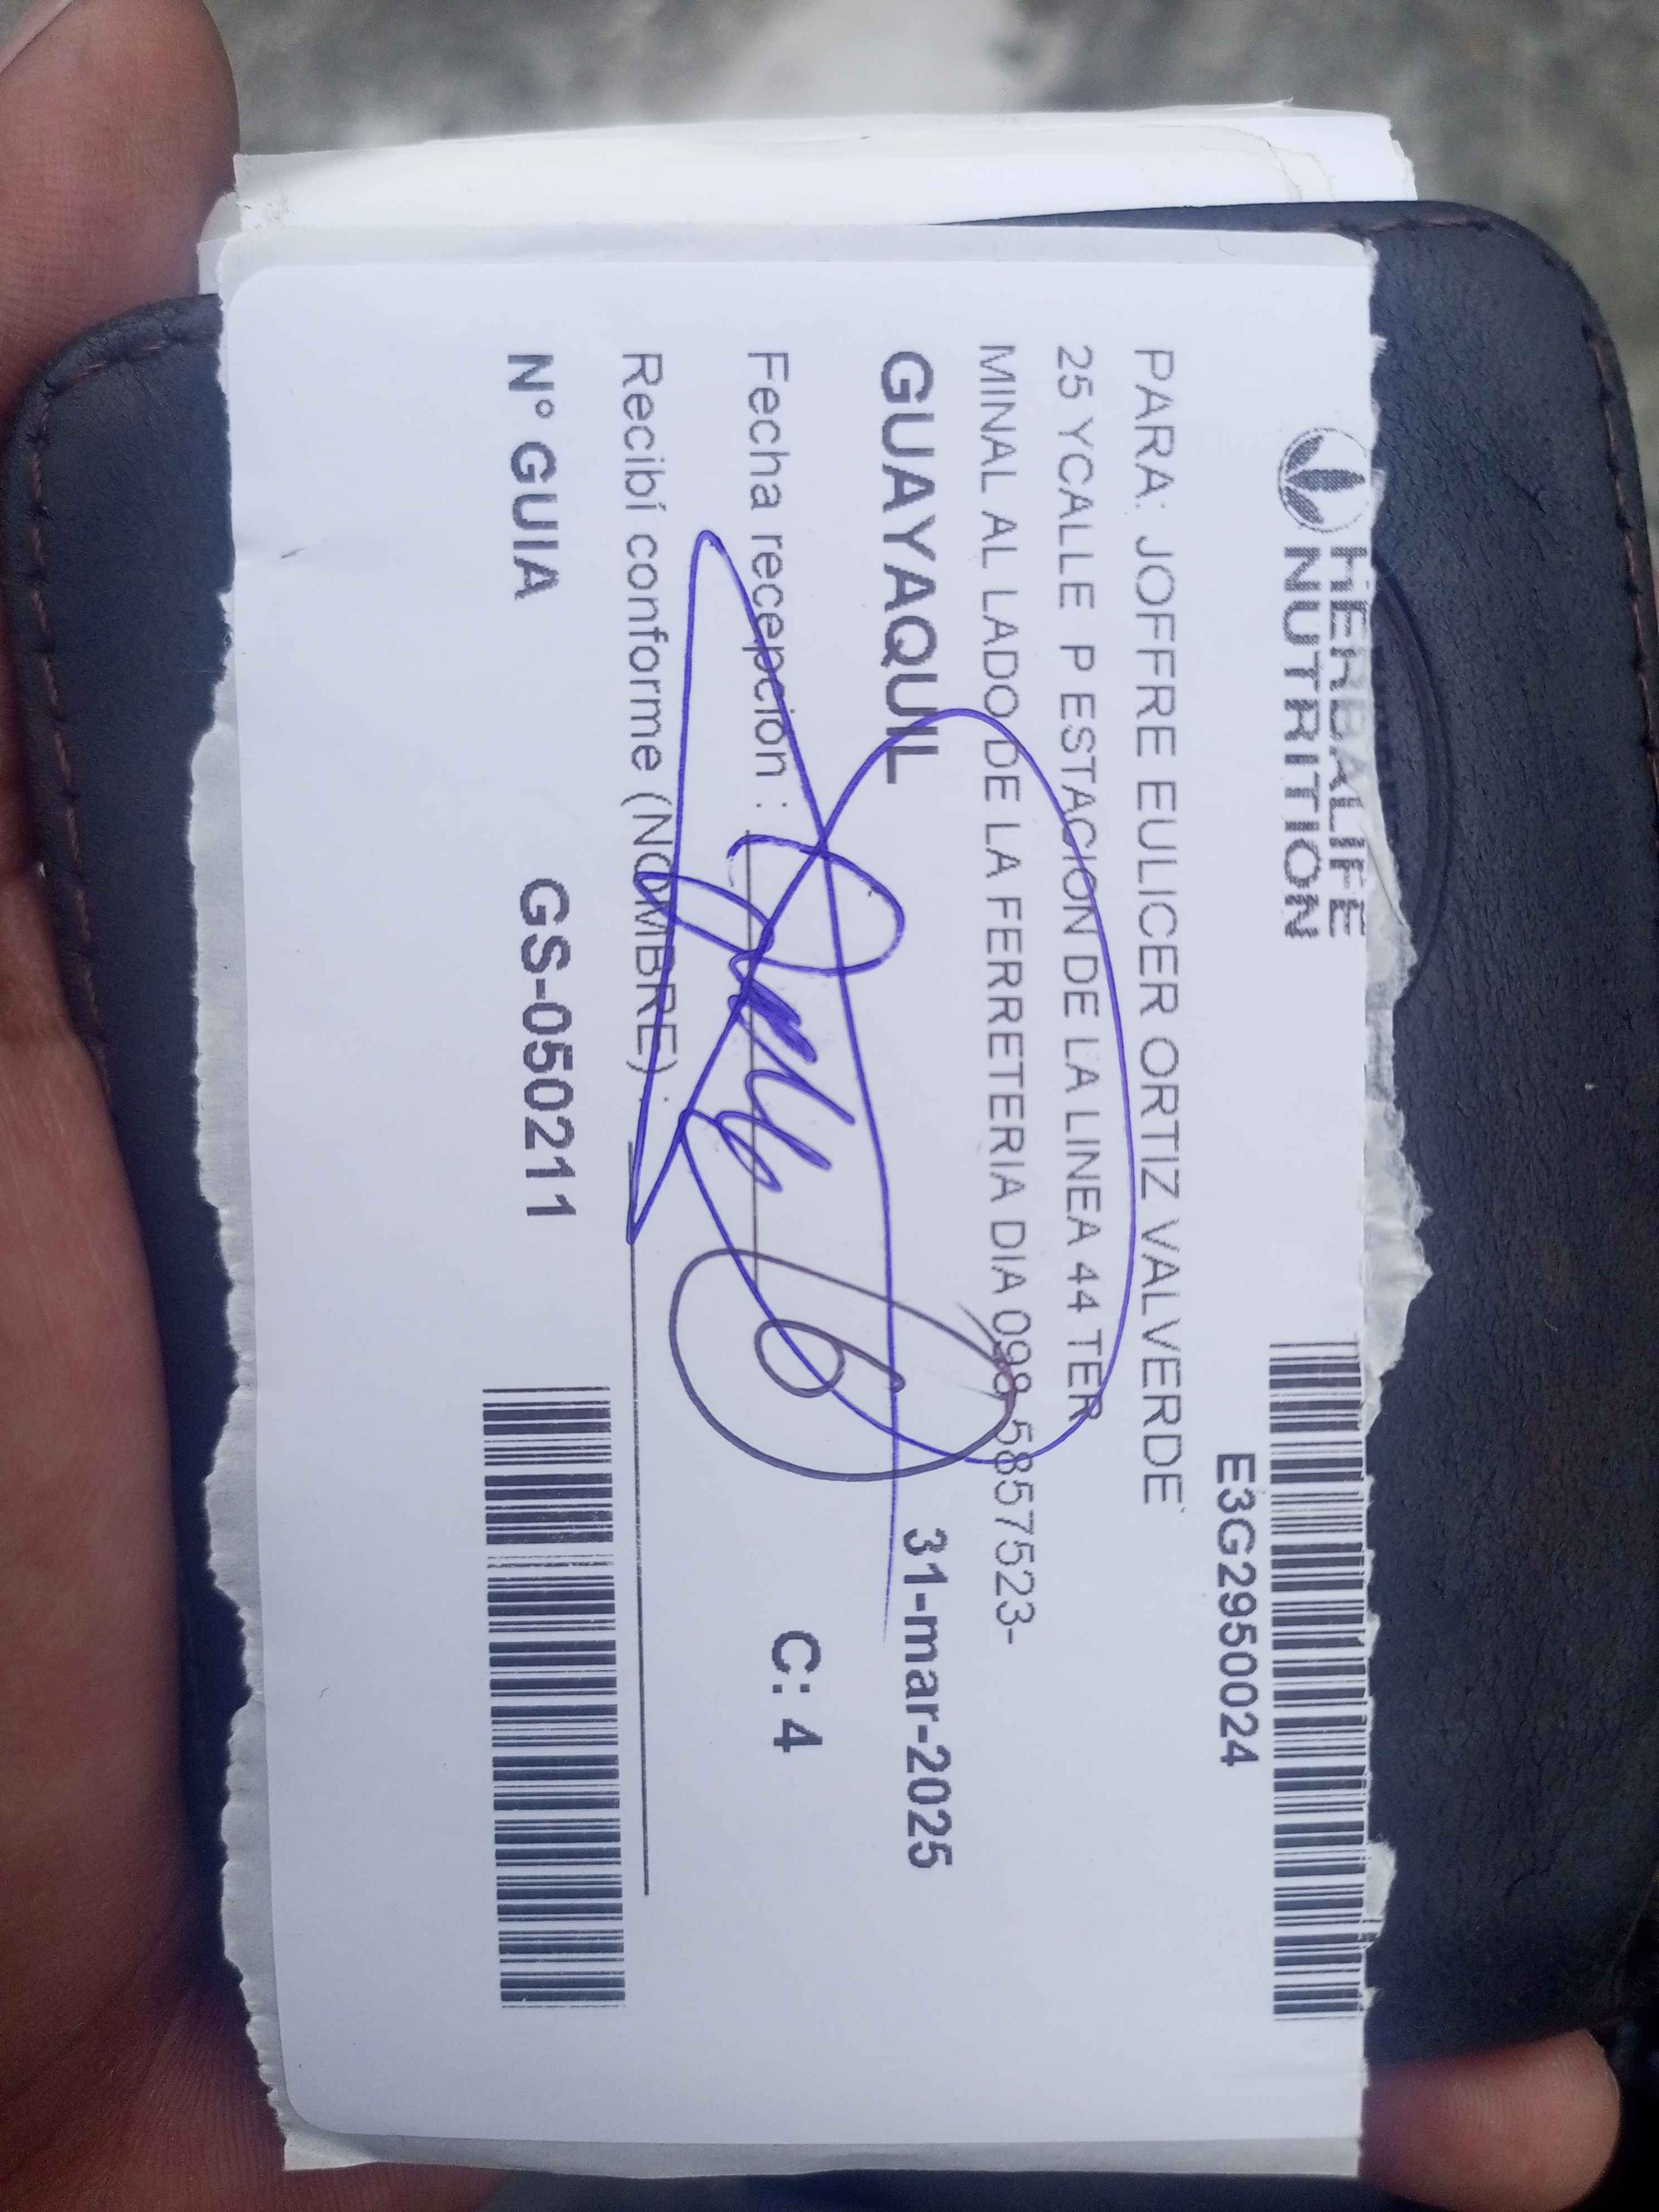 HERBALIFE
NUTRITION
E3G2950024
PARA: JOFFRE EULICER ORTIZ VALVERDE
25 YCALLE P ESTACION DE LA LINEA 44 TER
MINAL AL LADO DE LA FERRETERIA DIA 098 5857523-
GUAYAQUIL 31-mar-2025
Fecha recepcion : C: 4
Recibí conforme (NOMBRE) :
N° GUIA GS-050211